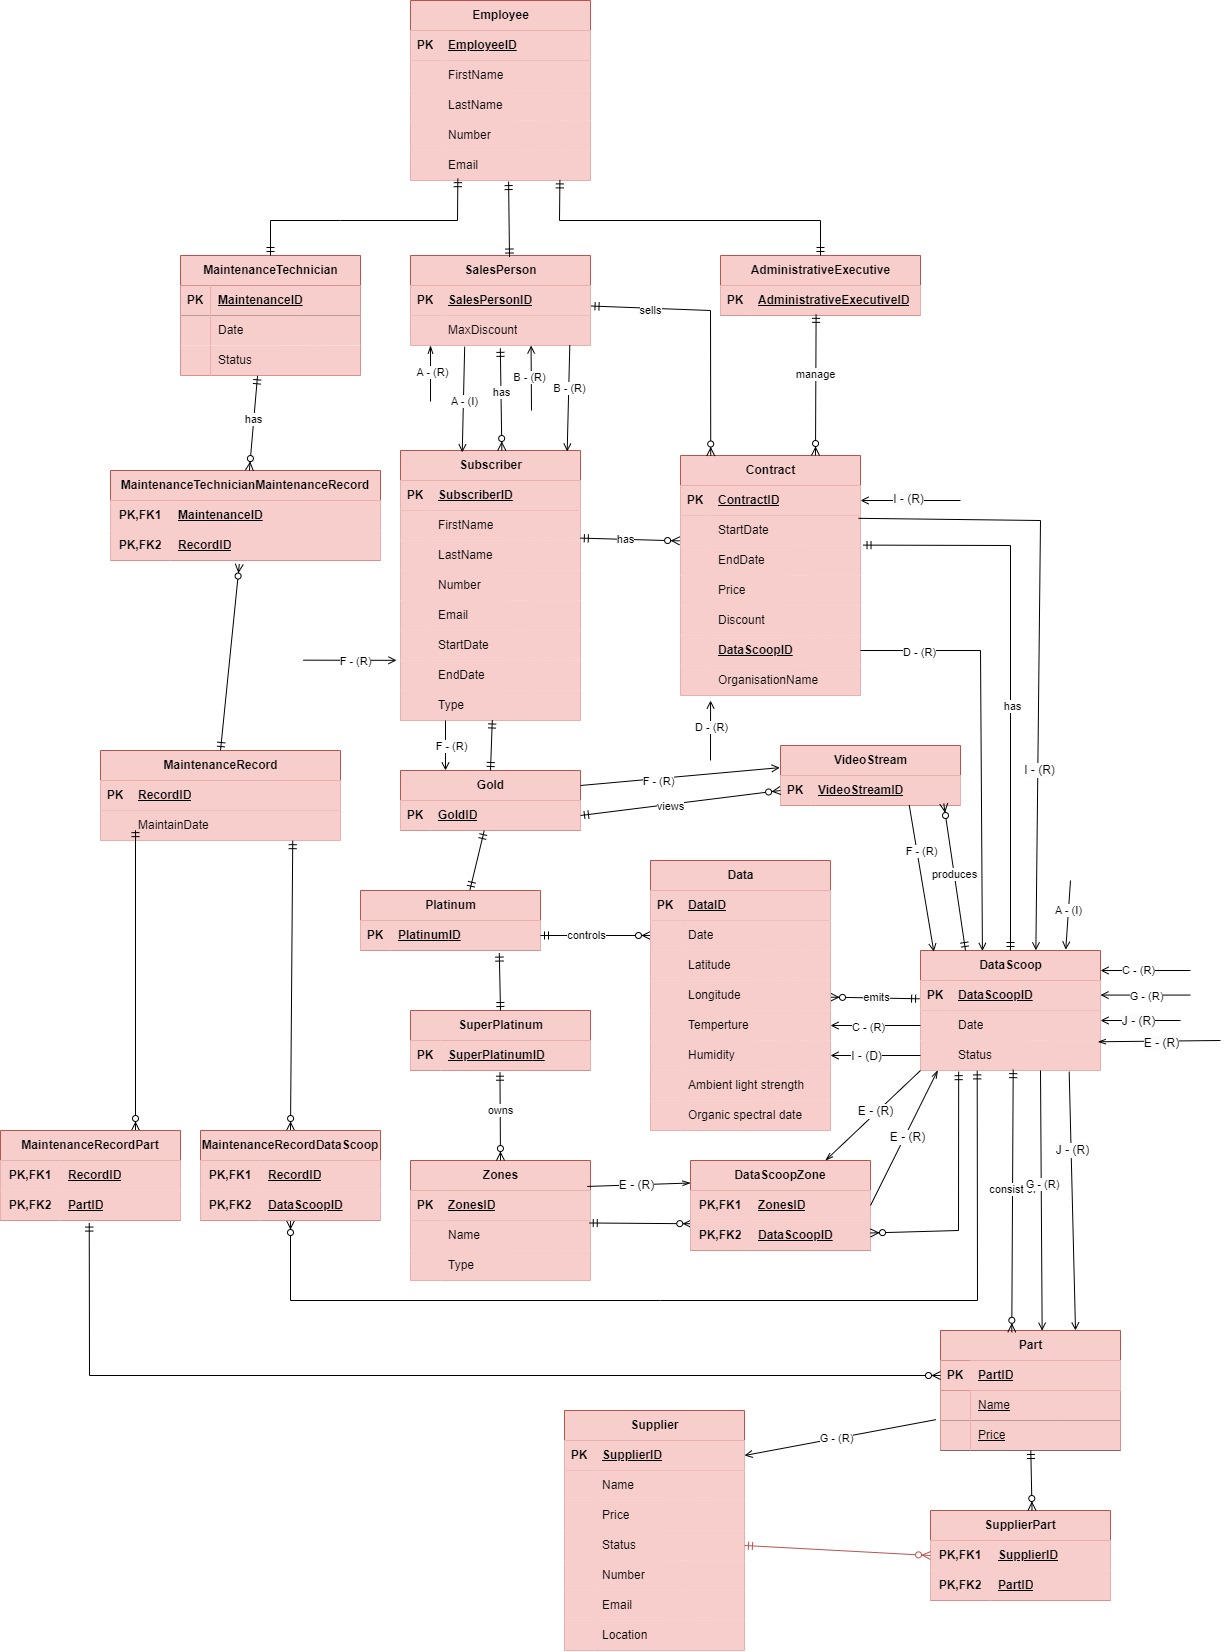 Employee
PK EmployeeID
FirstName
LastName
Number
Email
MaintenanceTechnician
PK MaintenanceID
Date
Status
SalesPerson
PK SalesPersonID
MaxDiscount
AdministrativeExecutive
PK AdministrativeExecutiveID
sells
manage
A - (R)
A - (I)
has
B - (R)
B - (R)
has
MaintenanceTechnicianMaintenanceRecord
PK,FK1 MaintenanceID
PK,FK2 RecordID
Subscriber
PK SubscriberID
FirstName
LastName
Number
Email
StartDate
EndDate
Type
has
Contract
PK ContractID
StartDate
EndDate
Price
Discount
DataScoopID
OrganisationName
I - (R)
D - (R)
has
I - (R)
D - (R)
F - (R)
F - (R)
MaintenanceRecord
PK RecordID
MaintainDate
Gold
PK GoldID
F - (R)
views
VideoStream
PK VideoStreamID
F - (R)
produces
A - (I)
Platinum
PK PlatinumID
controls
Data
PK DataID
Date
Latitude
Longitude
Temperture
Humidity
Ambient light strength
Organic spectral date
emits
C - (R)
I - (D)
DataScoop
PK DataScoopID
Date
Status
C - (R)
G - (R)
J - (R)
E - (R)
SuperPlatinum
PK SuperPlatinumID
owns
E - (R)
E - (R)
MaintenanceRecordPart
PK,FK1 RecordID
PK,FK2 PartID
MaintenanceRecordDataScoop
PK,FK1 RecordID
PK,FK2 DataScoopID
Zones
PK ZonesID
Name
Type
E - (R)
DataScoopZone
PK,FK1 ZonesID
PK,FK2 DataScoopID
J - (R)
consist
G - (R)
Part
PK PartID
Name
Price
G - (R)
Supplier
PK SupplierID
Name
Price
Status
Number
Email
Location
SupplierPart
PK,FK1 SupplierID
PK,FK2 PartID